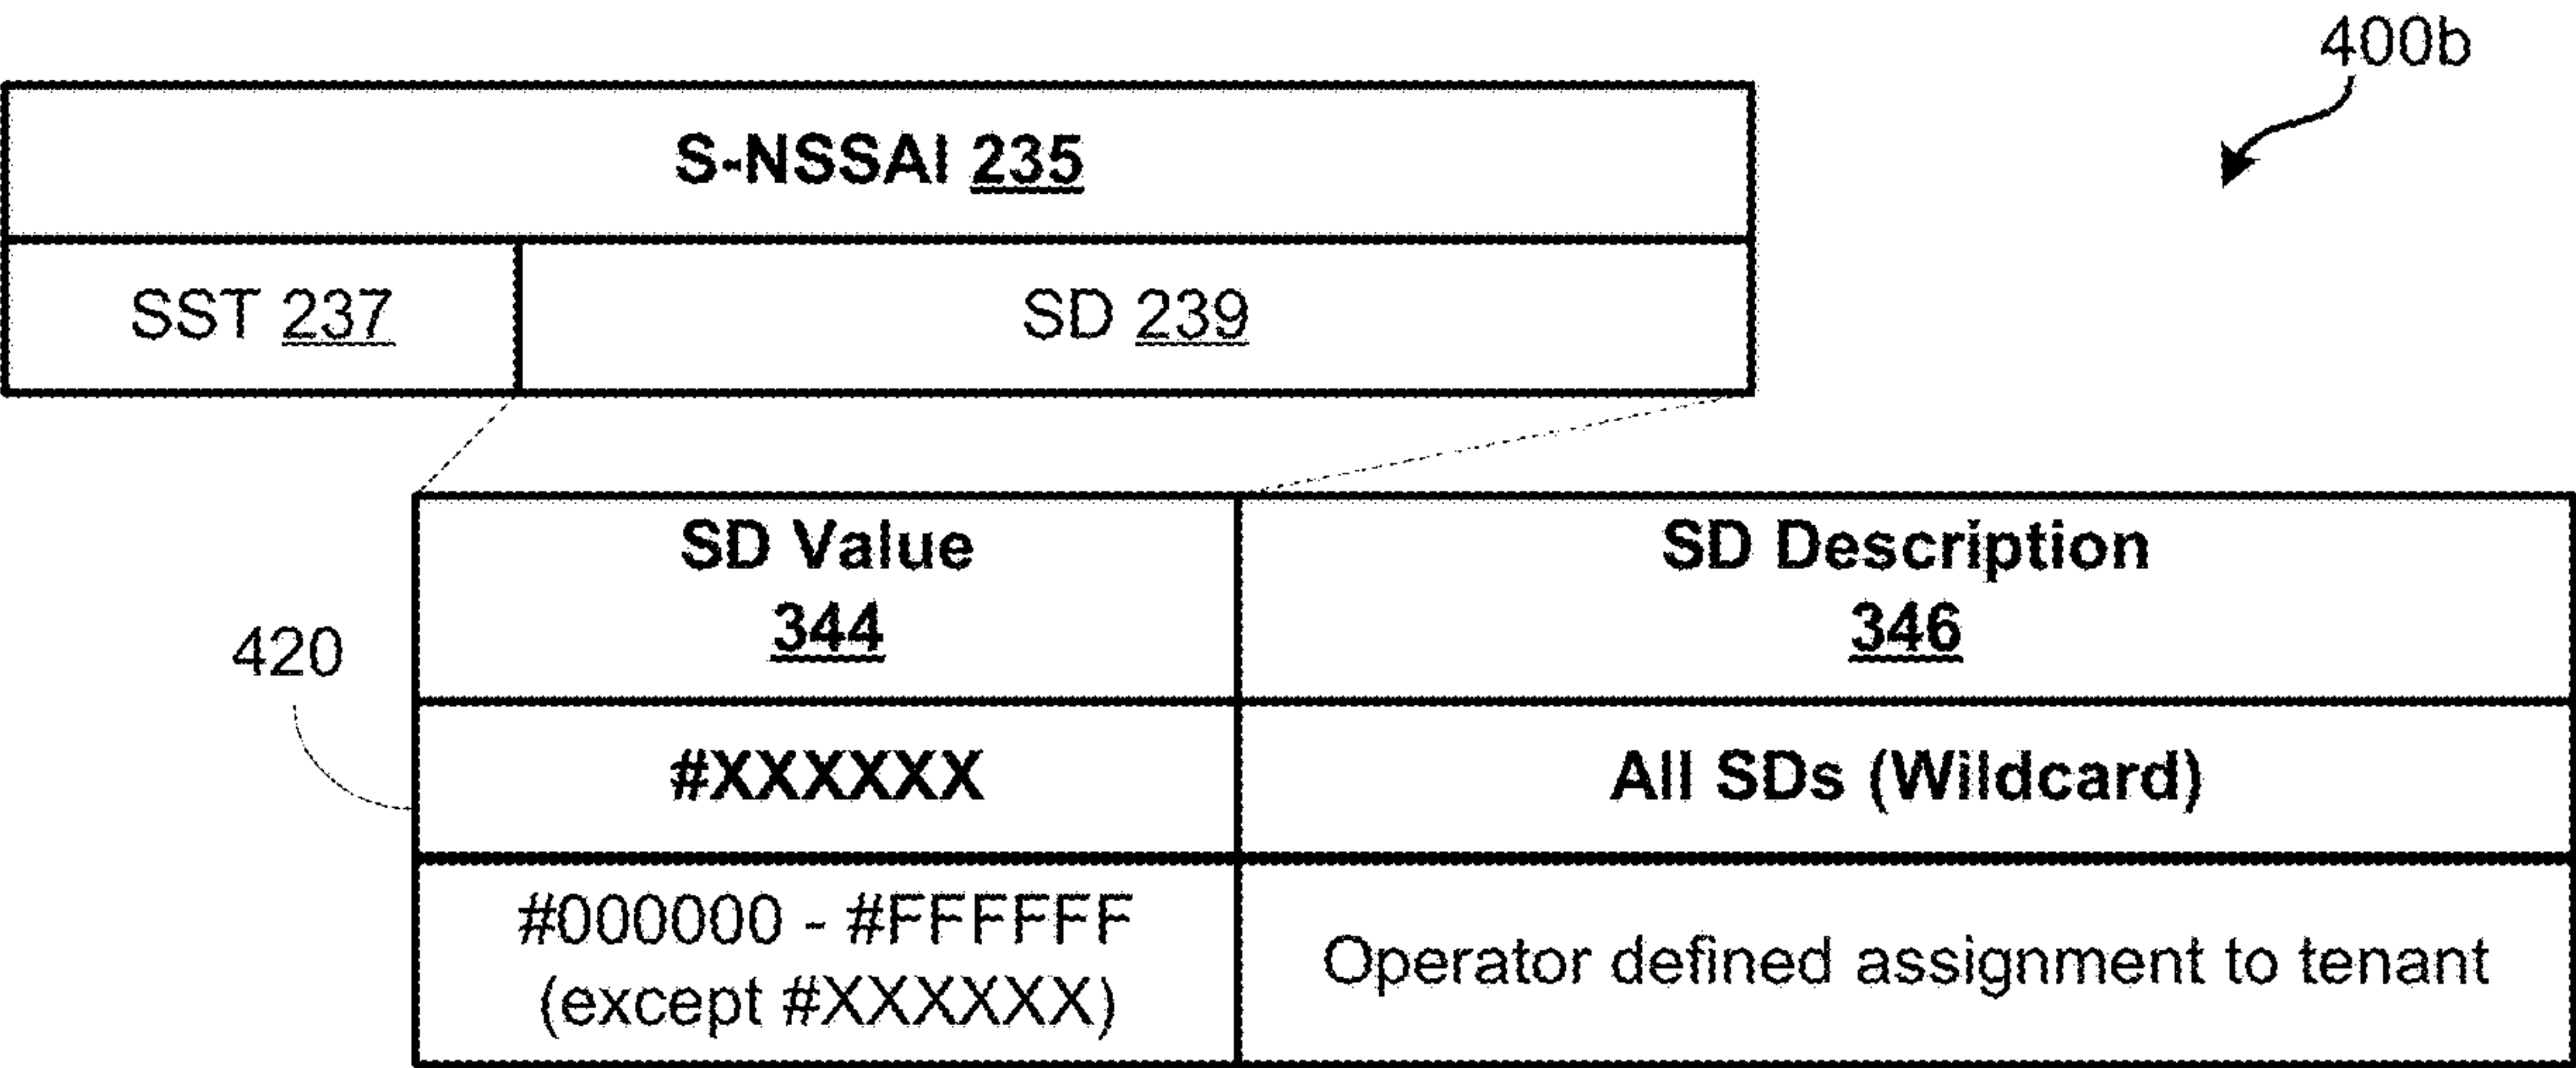 400b
S-NSSAI 235
SST 237 SD 239
SD Value
344
SD Description
346
420
#XXXXXX
All SDs (Wildcard)
#000000 - #FFFFFF
(except #XXXXXX)
Operator defined assignment to tenant